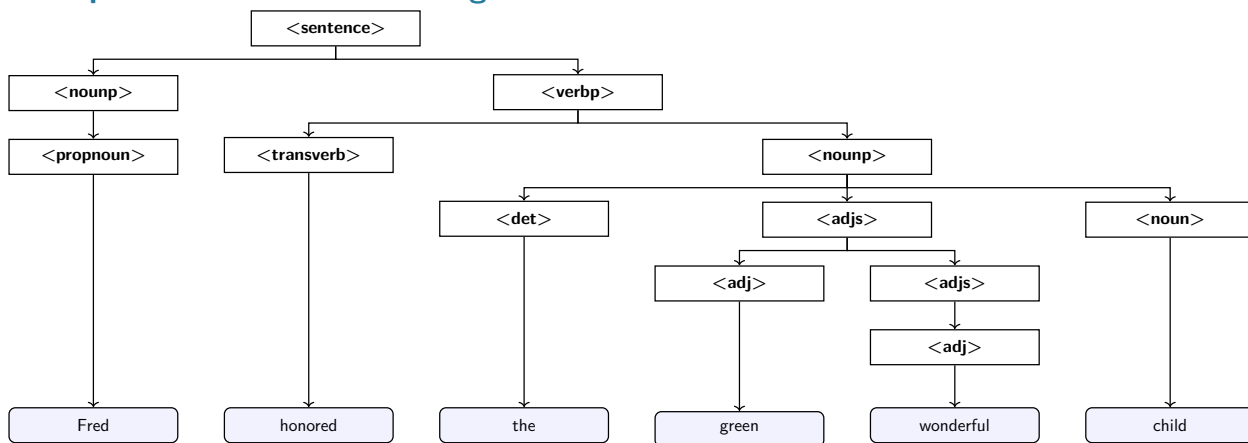 <sentence>
<nounp> <verbp>
<propnoun> <transverb> <nounp>
<det> <adjs> <noun>
<adj> <adjs>
<adj>
Fred honored the green wonderful child